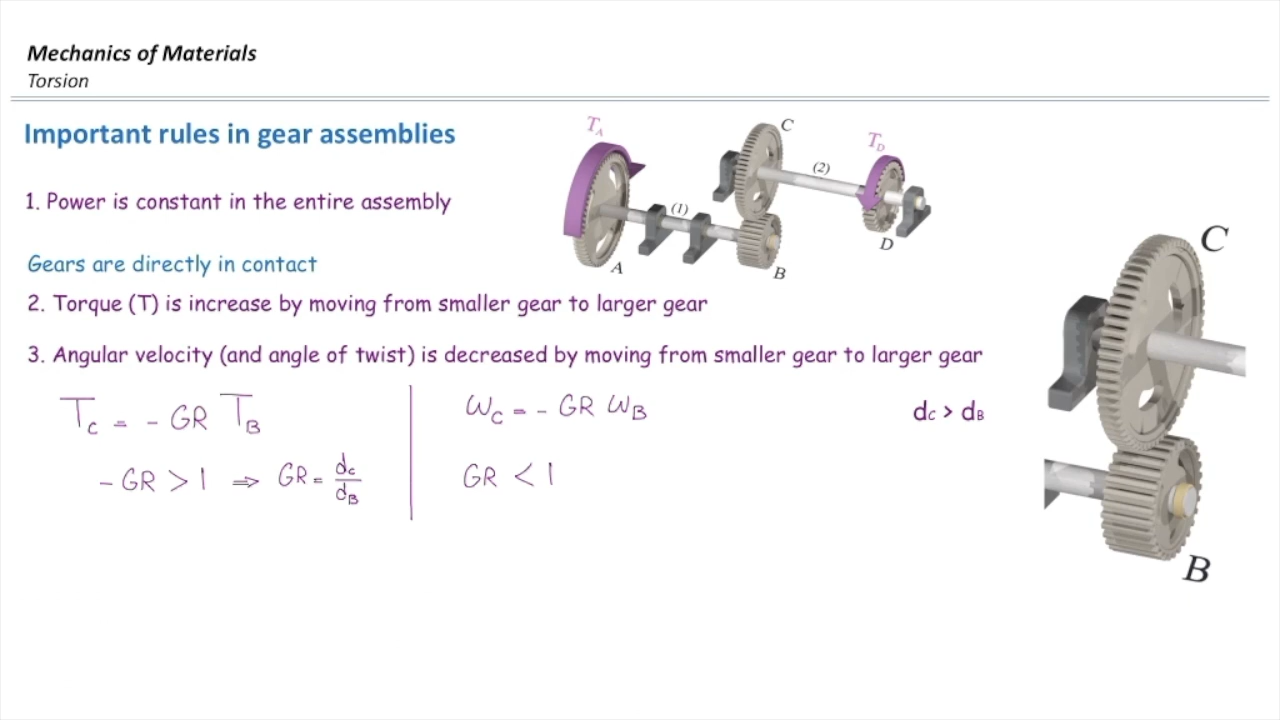 Mechanics of Materials
Torsion
Important rules in gear assemblies
1. Power is constant in the entire assembly
Gears are directly in contact
2. Torque (T) is increase by moving from smaller gear to larger gear
3. Angular velocity (and angle of twist) is decreased by moving from smaller gear to larger gear
T_C = - GR T_B
- GR > 1 ⇒ GR = d_C / d_B
ω_C = - GR ω_B
GR < 1
d_C > d_B
T_A
C
T_D
(2)
(1)
D
A
B
C
B